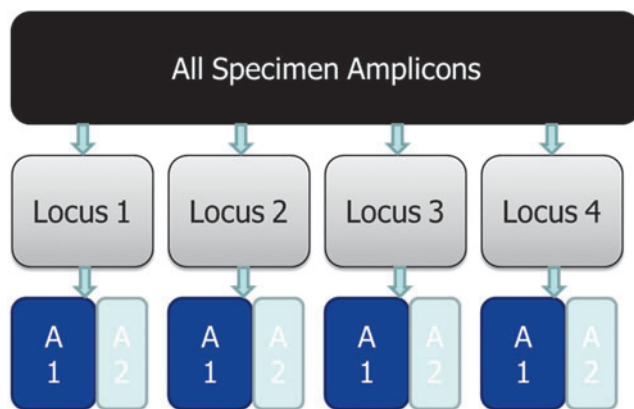 All Specimen Amplicons
Locus 1 Locus 2 Locus 3 Locus 4
A A A A A A A A
1 2 1 2 1 2 1 2